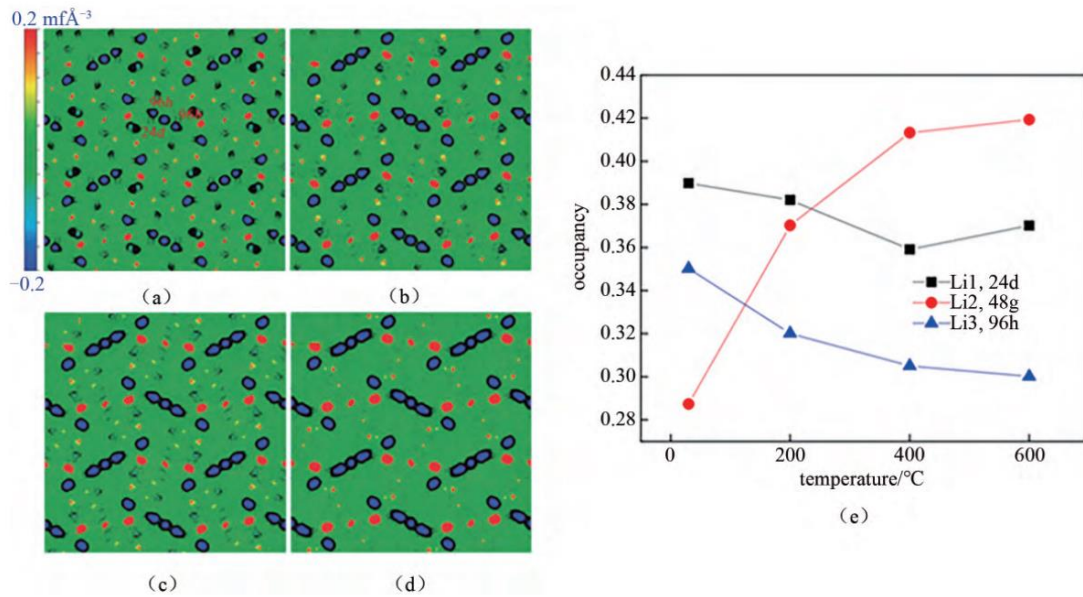 0.2 mfÅ⁻³
−0.2
96h
24d
(a)
(b)
(c)
(d)
0.44
0.42
0.40
0.38
0.36
0.34
0.32
0.30
0.28
occupancy
Li1, 24d
Li2, 48g
Li3, 96h
0
200
400
600
temperature/℃
(e)